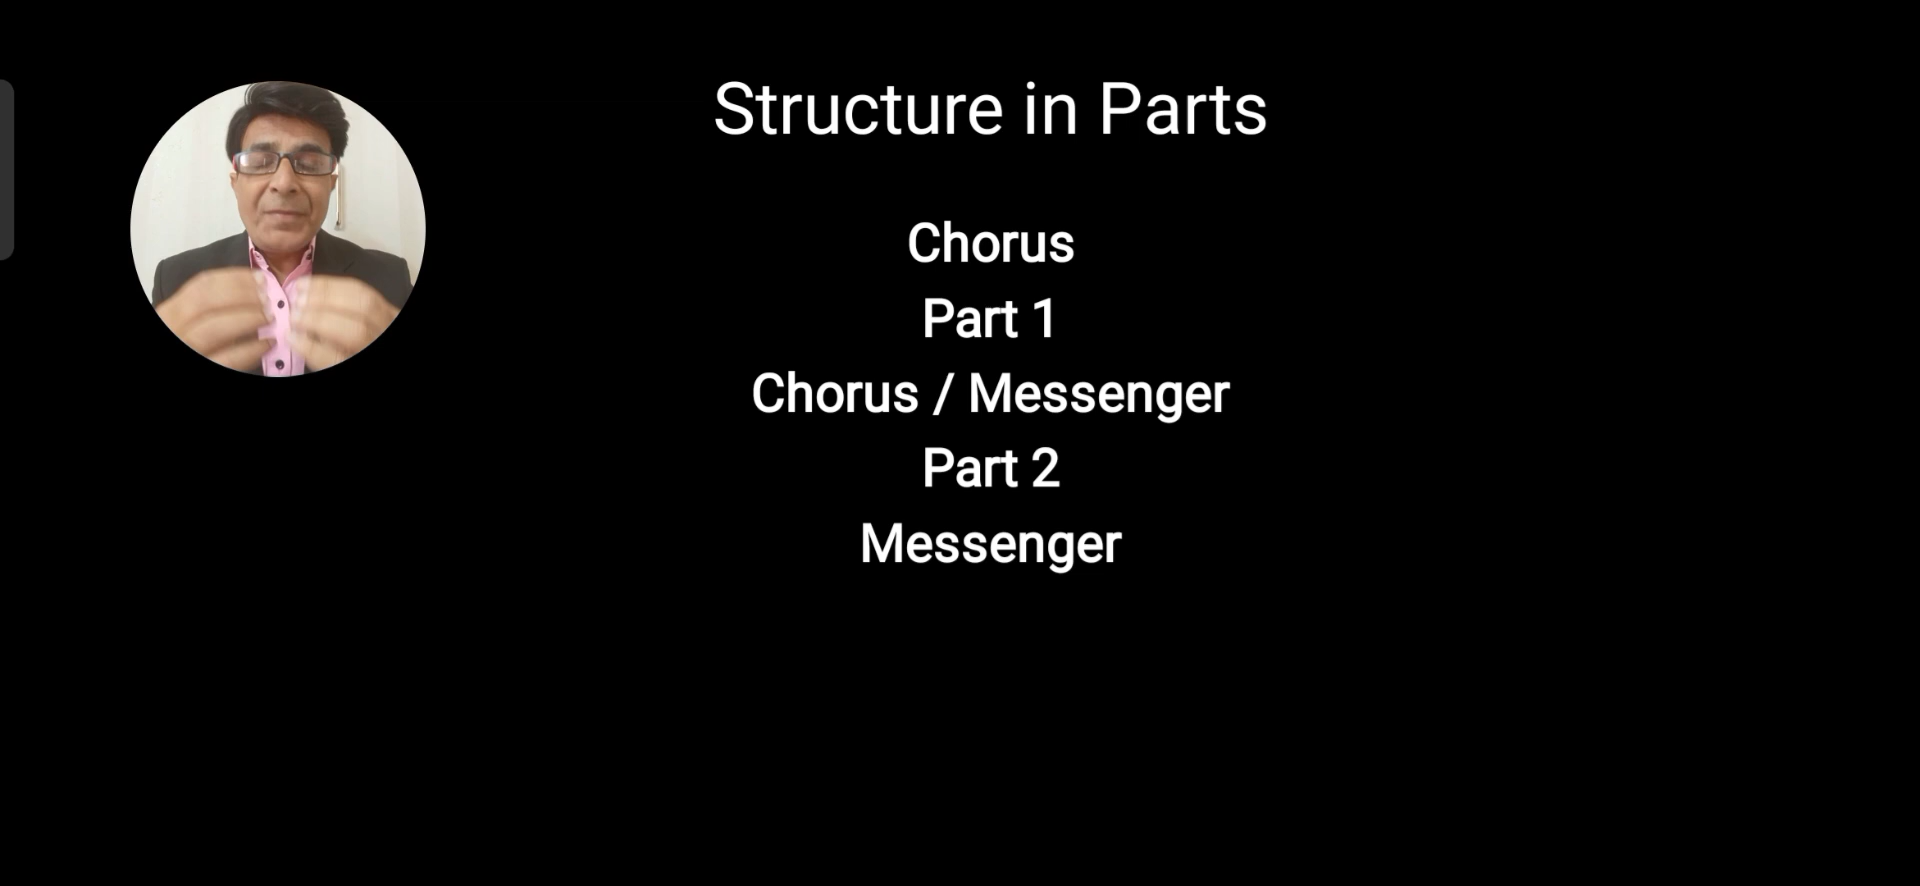 Structure in Parts
Chorus
Part 1
Chorus / Messenger
Part 2
Messenger